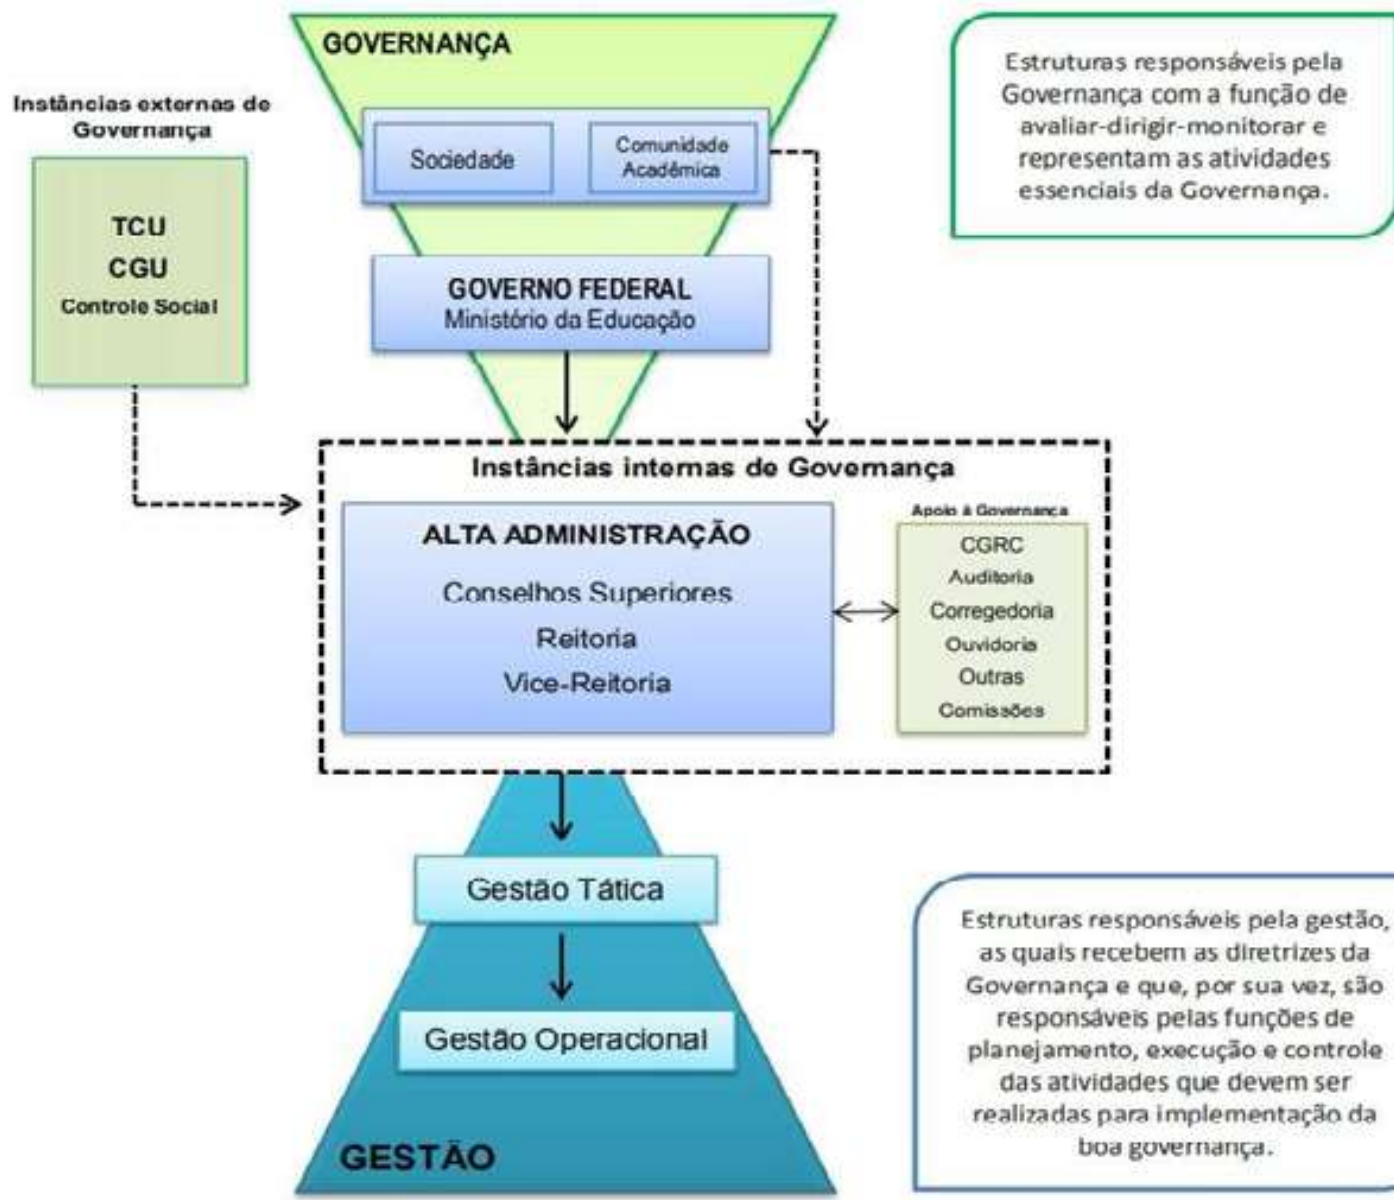 GOVERNANÇA
Instâncias externas de
Governança
TCU
CGU
Controle Social
Sociedade
Comunidade
Acadêmica
Estruturas responsáveis pela
Governança com a função de
avaliar-dirigir-monitorar e
representam as atividades
essenciais da Governança.
GOVERNO FEDERAL
Ministério da Educação
Instâncias internas de Governança
ALTA ADMINISTRAÇÃO
Conselhos Superiores
Reitoria
Vice-Reitoria
Apoio à Governança
CGRC
Auditoria
Corregedoria
Ouvidoria
Outras
Comissões
Gestão Tática
Gestão Operacional
GESTÃO
Estruturas responsáveis pela gestão,
as quais recebem as diretrizes da
Governança e que, por sua vez, são
responsáveis pelas funções de
planejamento, execução e controle
das atividades que devem ser
realizadas para implementação da
boa governança.